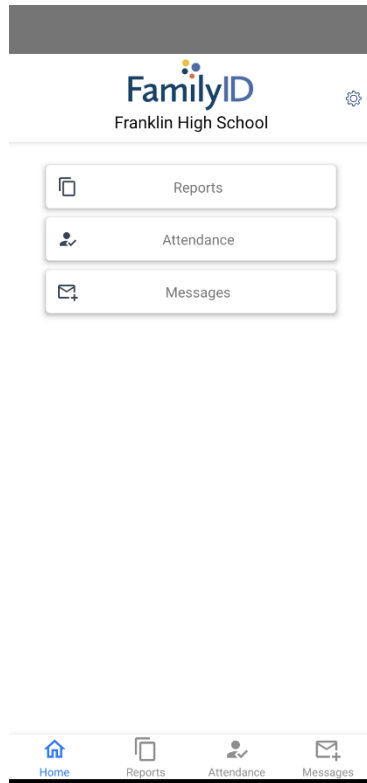 FamilyID
Franklin High School
Reports
Attendance
Messages
Home Reports Attendance Messages